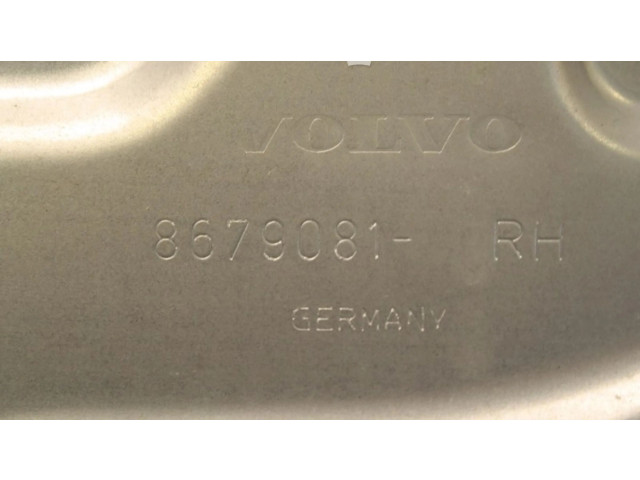 VOLVO
8679081- RH
GERMANY